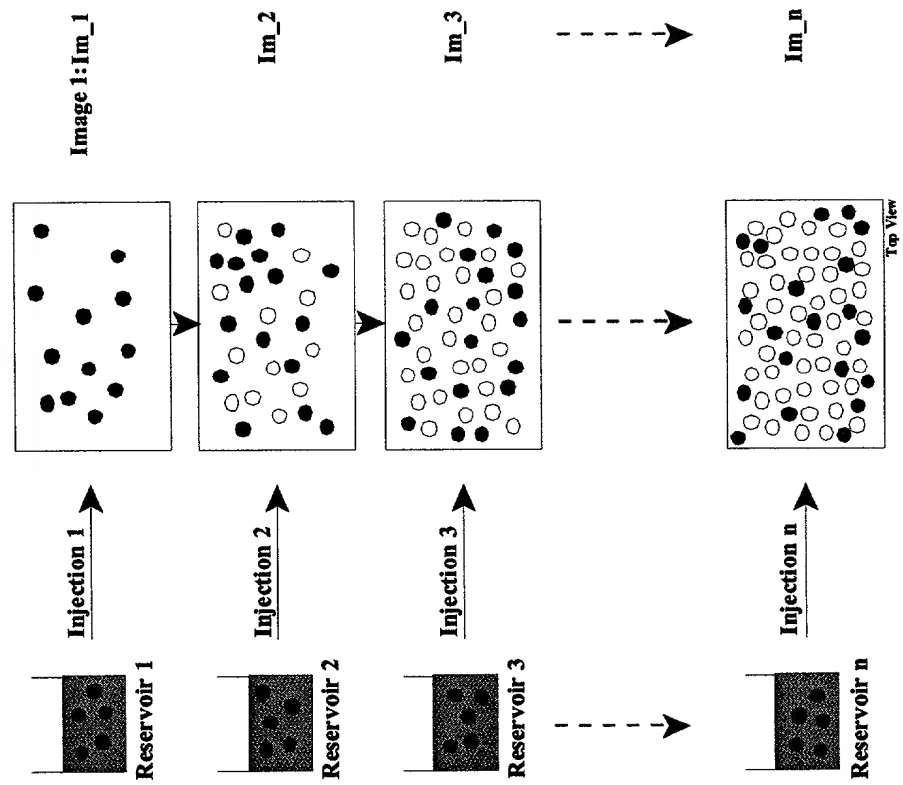 Image 1: Im_1
Im_2
Im_3
Im_n
Top View
Injection 1
Injection 2
Injection 3
Injection n
Reservoir 1
Reservoir 2
Reservoir 3
Reservoir n